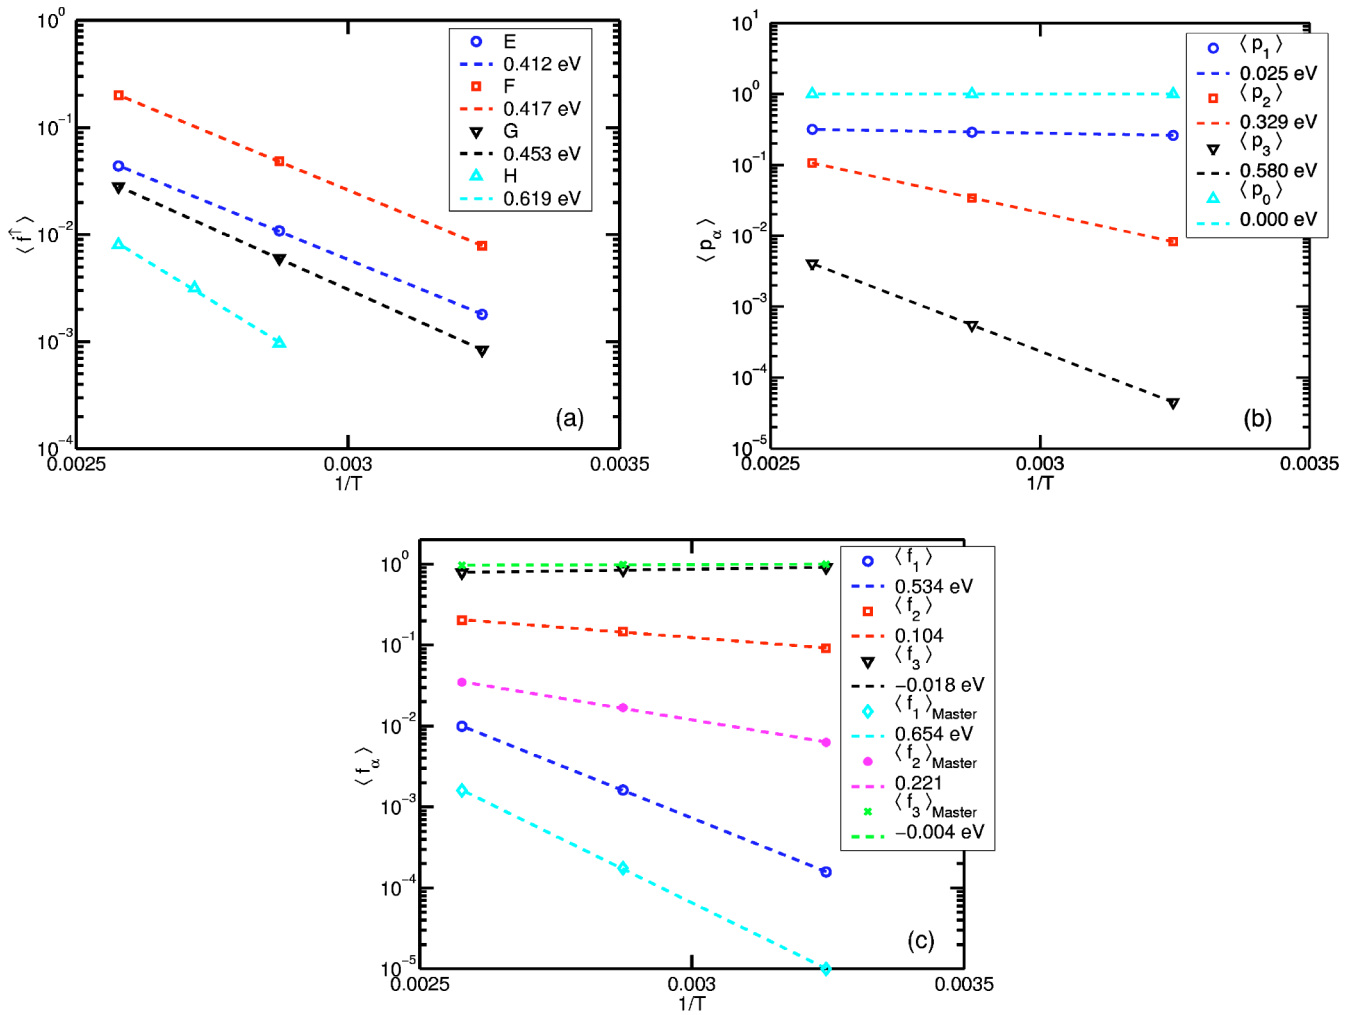 10^0
10^-1
10^-2
10^-3
10^-4
⟨ f^↑ ⟩
0.0025
0.003
0.0035
1/T
E
0.412 eV
F
0.417 eV
G
0.453 eV
H
0.619 eV
(a)
10^1
10^0
10^-1
10^-2
10^-3
10^-4
10^-5
⟨ p_α ⟩
0.0025
0.003
0.0035
1/T
⟨ p_1 ⟩
0.025 eV
⟨ p_2 ⟩
0.329 eV
⟨ p_3 ⟩
0.580 eV
⟨ p_0 ⟩
0.000 eV
(b)
10^0
10^-1
10^-2
10^-3
10^-4
10^-5
⟨ f_α ⟩
0.0025
0.003
0.0035
1/T
⟨ f_1 ⟩
0.534 eV
⟨ f_2 ⟩
0.104
⟨ f_3 ⟩
−0.018 eV
⟨ f_1 ⟩_Master
0.654 eV
⟨ f_2 ⟩_Master
0.221
⟨ f_3 ⟩_Master
−0.004 eV
(c)